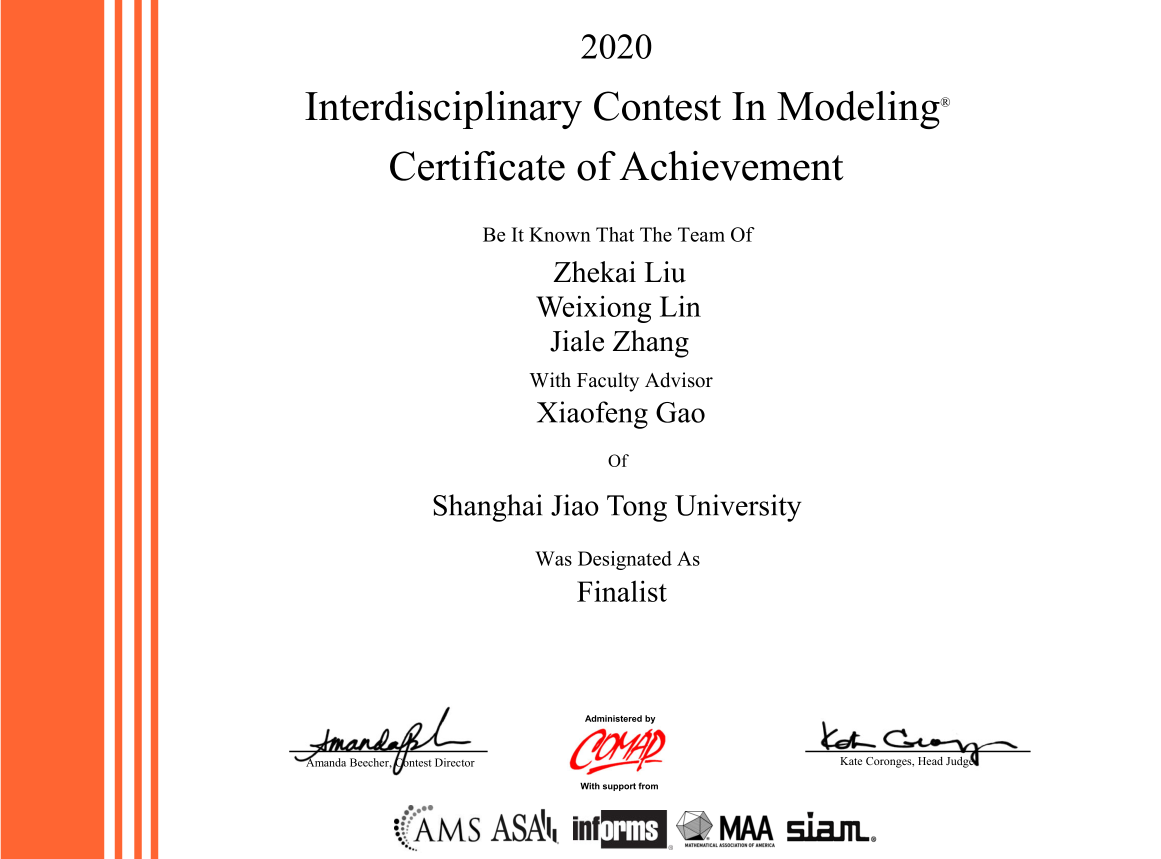 2020
Interdisciplinary Contest In Modeling®
Certificate of Achievement
Be It Known That The Team Of
Zhekai Liu
Weixiong Lin
Jiale Zhang
With Faculty Advisor
Xiaofeng Gao
Of
Shanghai Jiao Tong University
Was Designated As
Finalist
Amanda Beecher, Contest Director
Administered by
COMAP
With support from
Kate Coronges, Head Judge
AMS ASA informs MAA siam®
MATHEMATICAL ASSOCIATION OF AMERICA